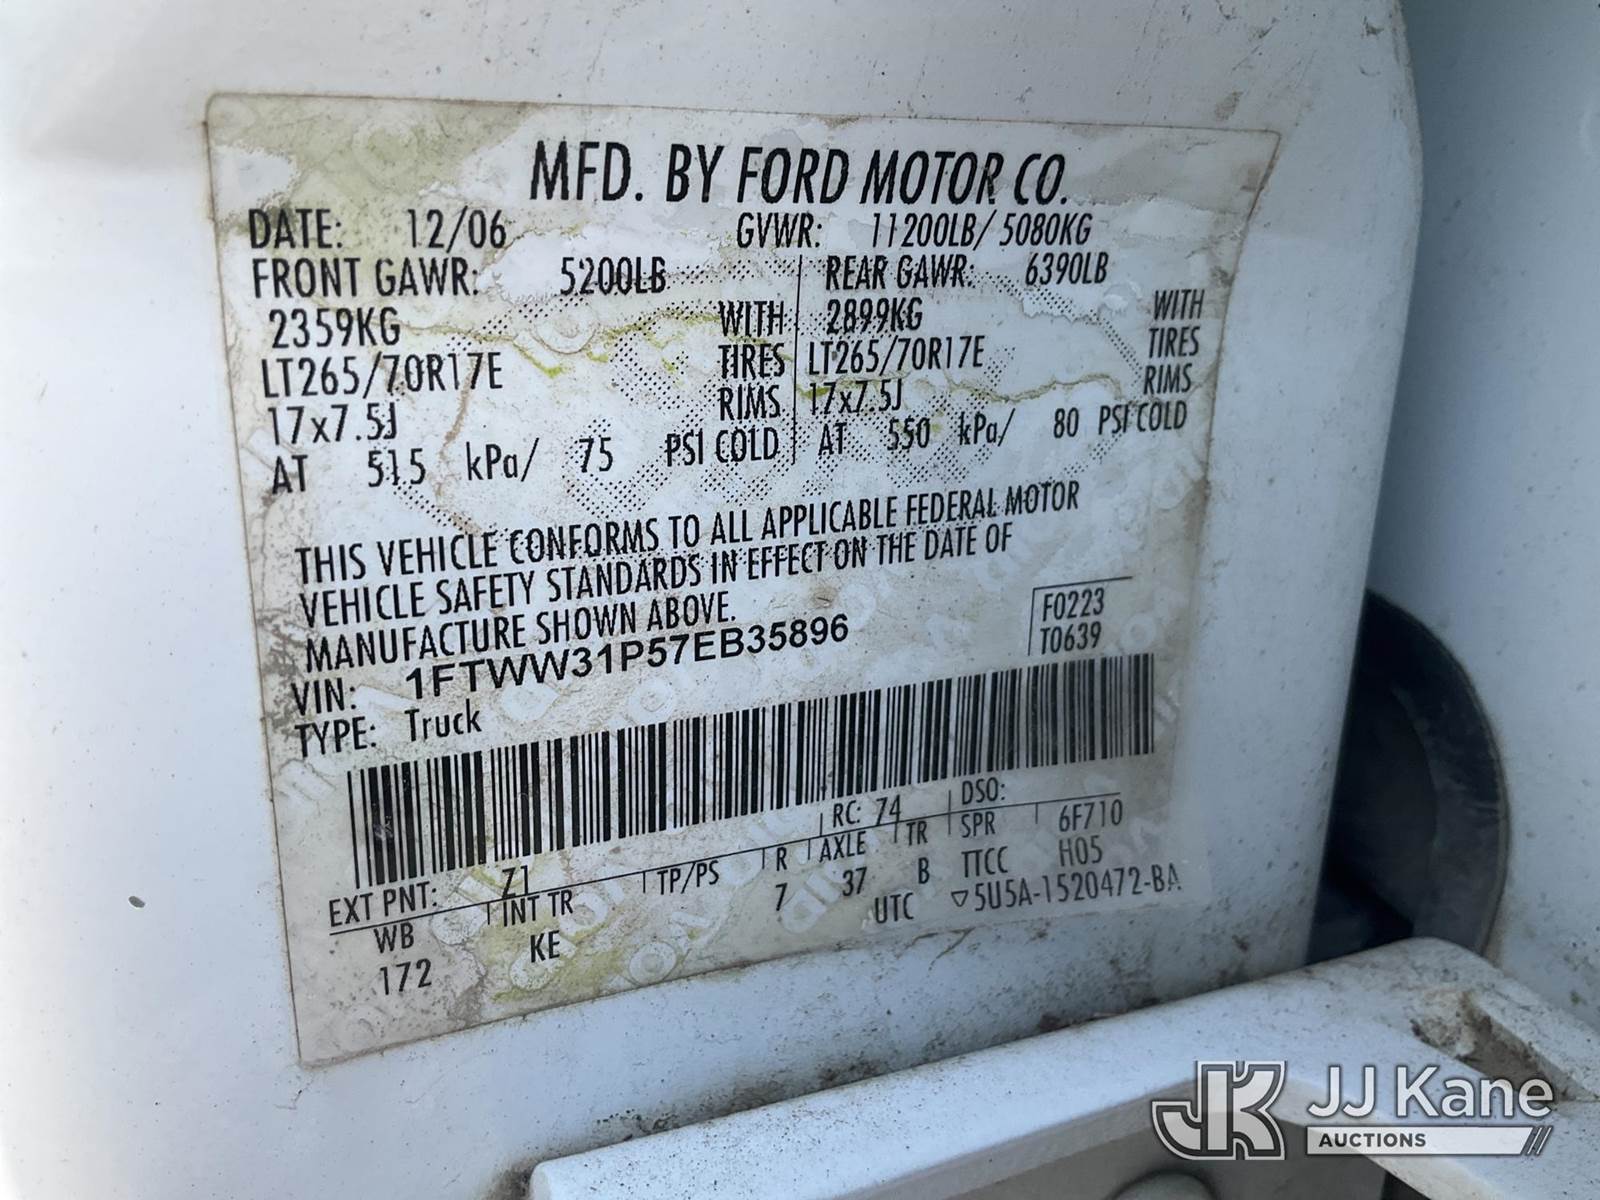 MFD. BY FORD MOTOR CO.
DATE: 12/06 GVWR: 11200LB/ 5080KG
FRONT GAWR: 5200LB REAR GAWR: 6390LB
2359KG WITH 2899KG WITH
LT265/70R17E TIRES LT265/70R17E TIRES
17x7.5J RIMS 17x7.5J RIMS
AT 515 kPa/ 75 PSI COLD AT 550 kPa/ 80 PSI COLD
THIS VEHICLE CONFORMS TO ALL APPLICABLE FEDERAL MOTOR
VEHICLE SAFETY STANDARDS IN EFFECT ON THE DATE OF
MANUFACTURE SHOWN ABOVE.
VIN: 1FTWW31P57EB35896
F0223
T0639
TYPE: Truck
EXT PNT: Z1 RC: 74 DSO:
WB INT TR TP/PS R AXLE TR SPR 6F710
172 KE 7 37 B TTCC H05
UTC ▽5U5A-1520472-BA
JK JJ Kane
AUCTIONS